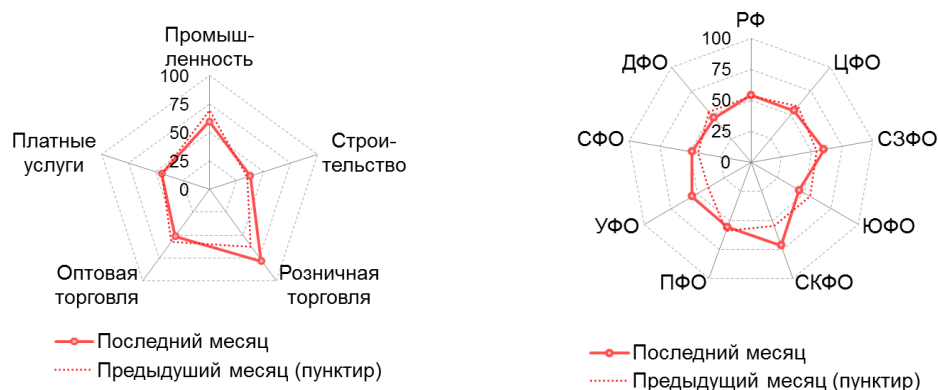 Промыш-
ленность
100
75
50
25
0
Строи-
тельство
Розничная
торговля
Оптовая
торговля
Платные
услуги
Последний месяц
Предыдуший месяц (пунктир)
РФ
100
75
50
25
0
ЦФО
СЗФО
ЮФО
СКФО
ПФО
УФО
СФО
ДФО
Последний месяц
Предыдущий месяц (пунктир)